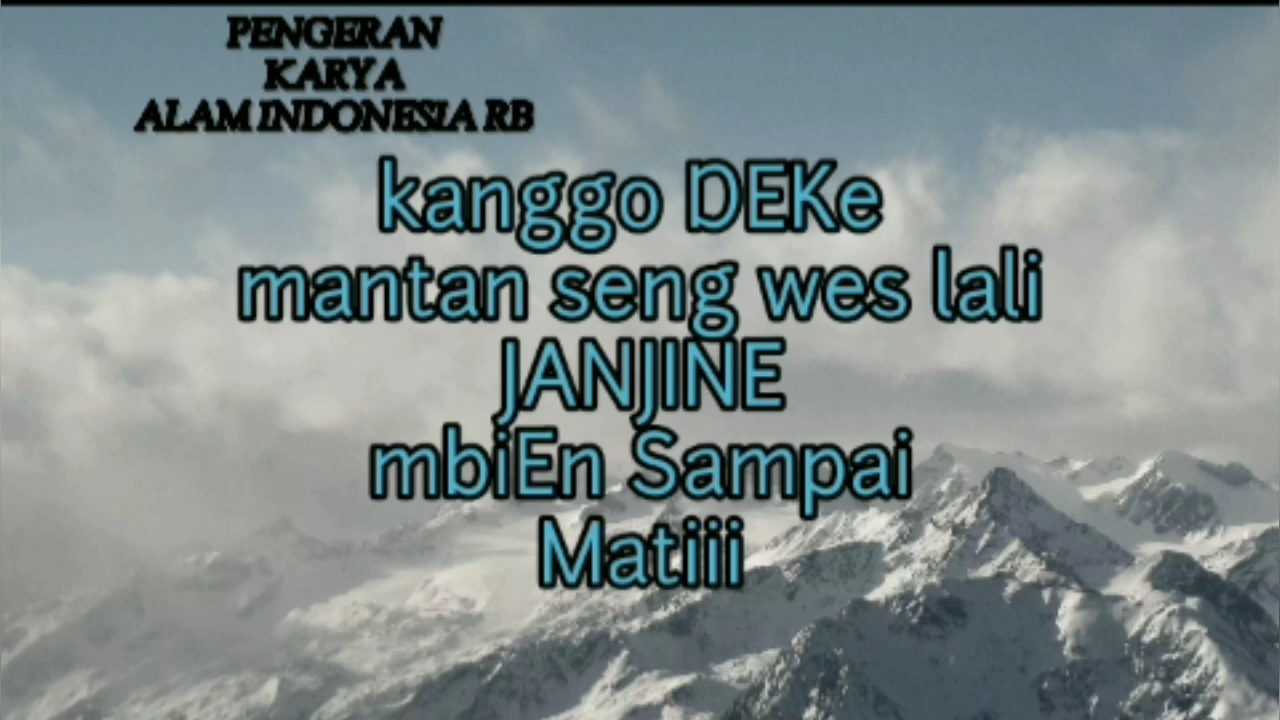 PENGERAN
KARYA
ALAM INDONESIA RB
kanggo DEKe
mantan seng wes lali
JANJINE
mbiEn Sampai
Matiii